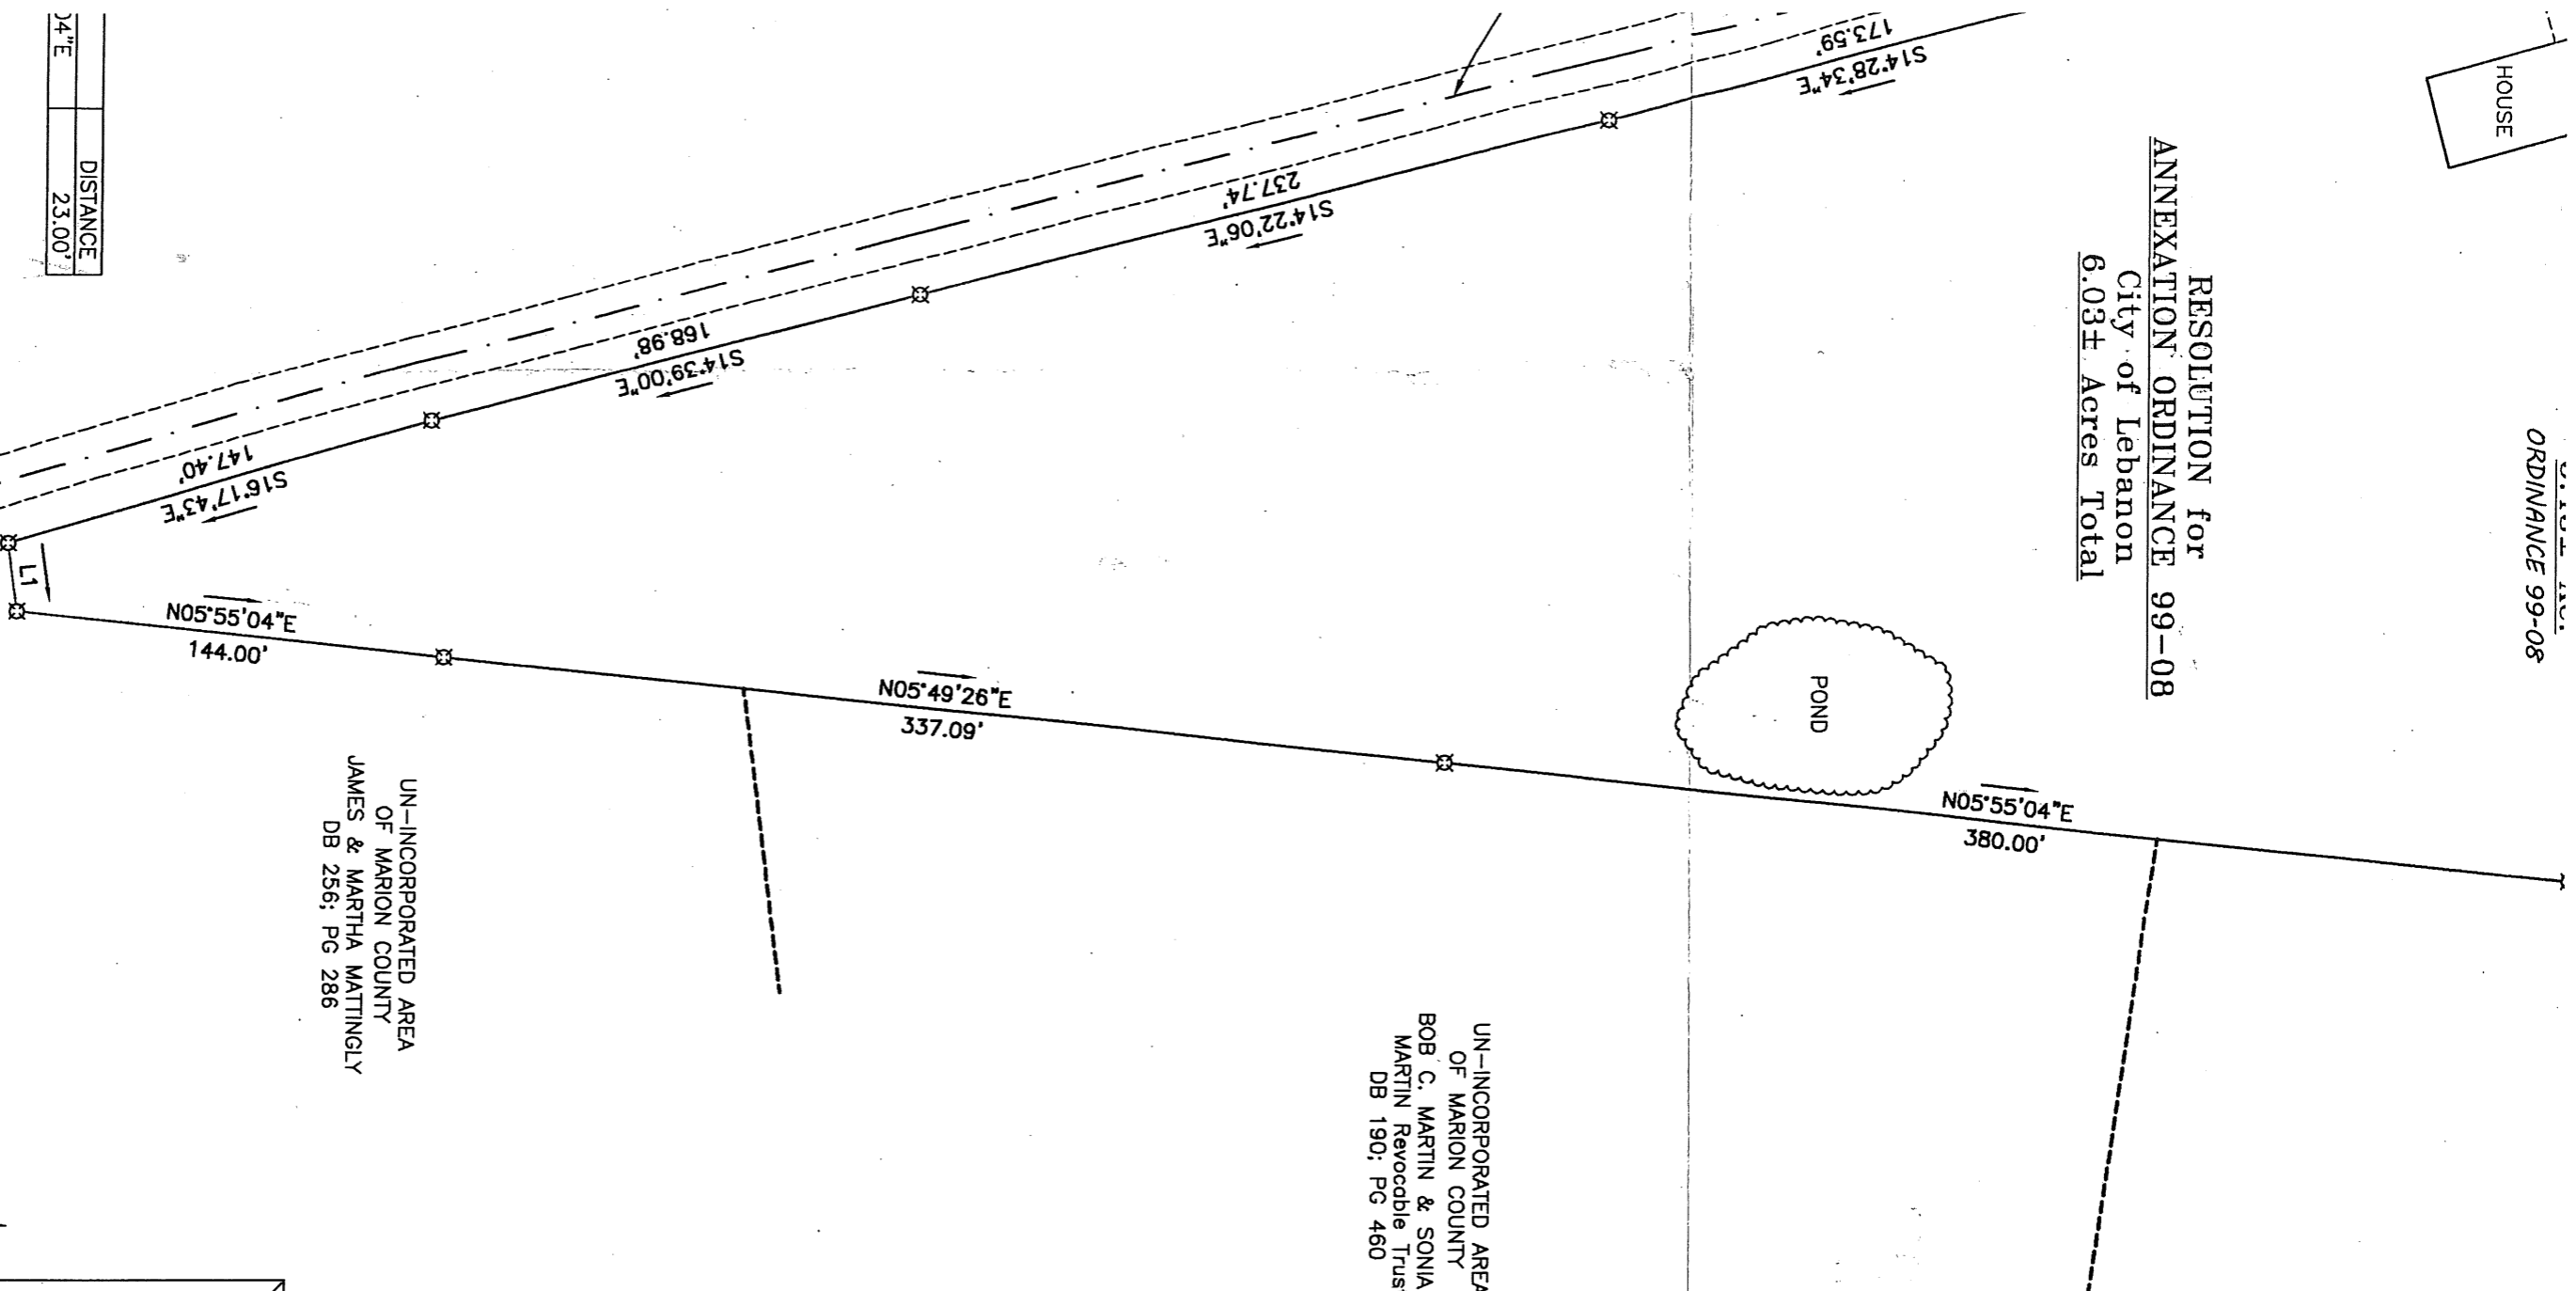 HOUSE
ORDINANCE 99-08
RESOLUTION for
ANNEXATION ORDINANCE 99-08
City of Lebanon
6.03± Acres Total
S14°28'34"E
173.59'
S14°22'06"E
237.74'
S14°39'00"E
168.98'
S16°17'43"E
147.40'
L1
N05°55'04"E
144.00'
N05°49'26"E
337.09'
N05°55'04"E
380.00'
POND
DISTANCE
04"E 23.00'
UN-INCORPORATED AREA
OF MARION COUNTY
BOB C. MARTIN & SONIA
MARTIN Revocable Trust
DB 190; PG 460
UN-INCORPORATED AREA
OF MARION COUNTY
JAMES & MARTHA MATTINGLY
DB 256; PG 286